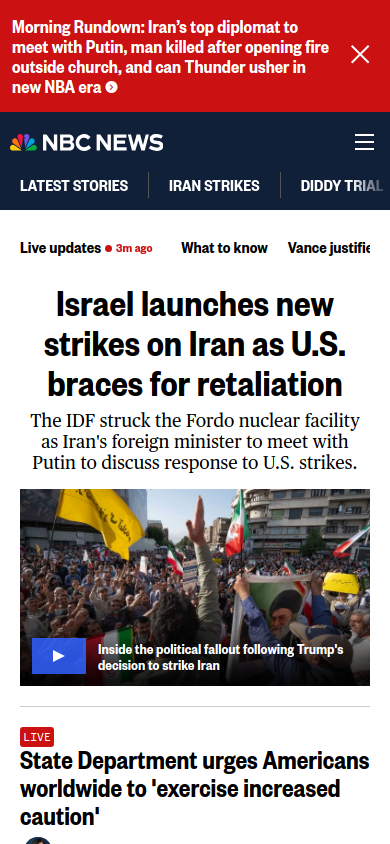 Morning Rundown: Iran's top diplomat to
meet with Putin, man killed after opening fire
outside church, and can Thunder usher in
new NBA era
NBC NEWS
LATEST STORIES
IRAN STRIKES
DIDDY TRIAL
Live updates
3m ago
What to know
Vance justifie
Israel launches new
strikes on Iran as U.S.
braces for retaliation
The IDF struck the Fordo nuclear facility
as Iran's foreign minister to meet with
Putin to discuss response to U.S. strikes.
Inside the political fallout following Trump's
decision to strike Iran
LIVE
State Department urges Americans
worldwide to 'exercise increased
caution'